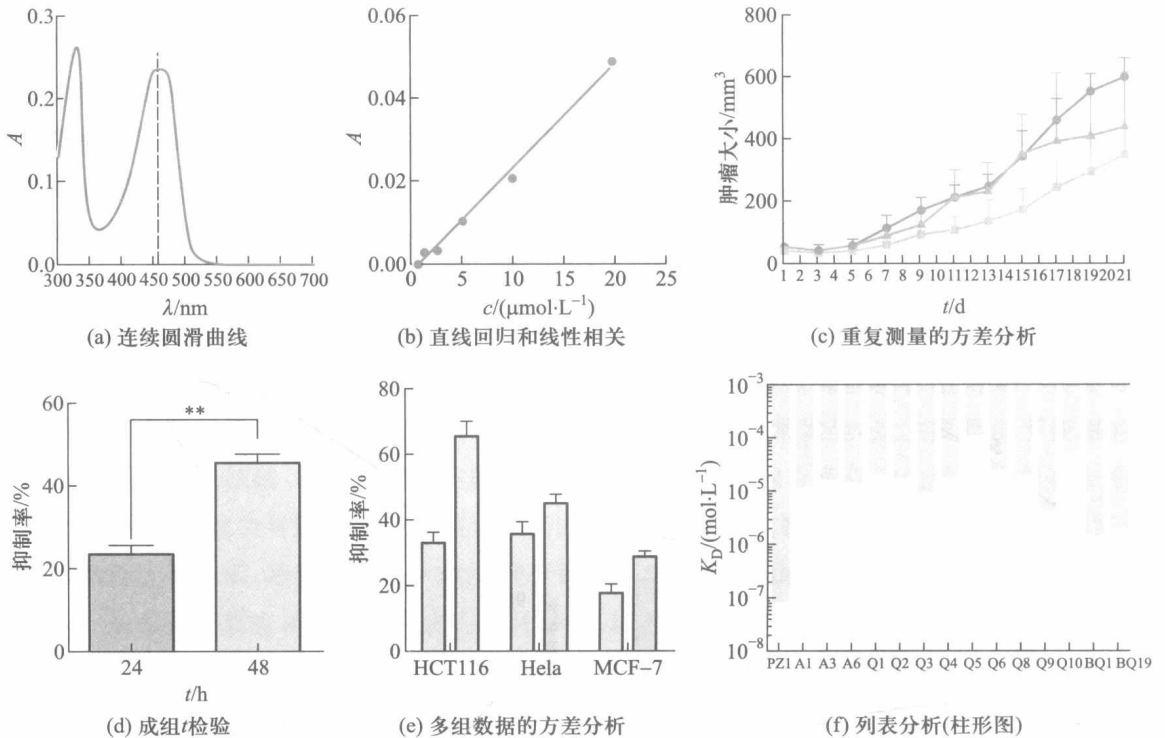 0.3
0.2
0.1
0.0
A
300 350 400 450 500 550 600 650 700
λ/nm
(a) 连续圆滑曲线
0.06
0.04
0.02
0.00
A
0 5 10 15 20
c/(μmol·L⁻¹)
(b) 直线回归和线性相关
800
600
400
200
0
肿瘤大小/mm³
1 2 3 4 5 6 7 8 9 10 11 12 13 14 15 16 17 18 19 20 21
t/d
(c) 重复测量的方差分析
60
40
20
0
抑制率/%
**
24 48
t/h
(d) 成组t检验
80
60
40
20
0
抑制率/%
HCT116 Hela MCF-7
(e) 多组数据的方差分析
10⁻³
10⁻⁴
10⁻⁵
10⁻⁶
10⁻⁷
10⁻⁸
K_D/(mol·L⁻¹)
PZ1 A1 A3 A6 Q1 Q2 Q3 Q4 Q5 Q6 Q8 Q9 Q10 BQ1 BQ19
(f) 列表分析(柱形图)